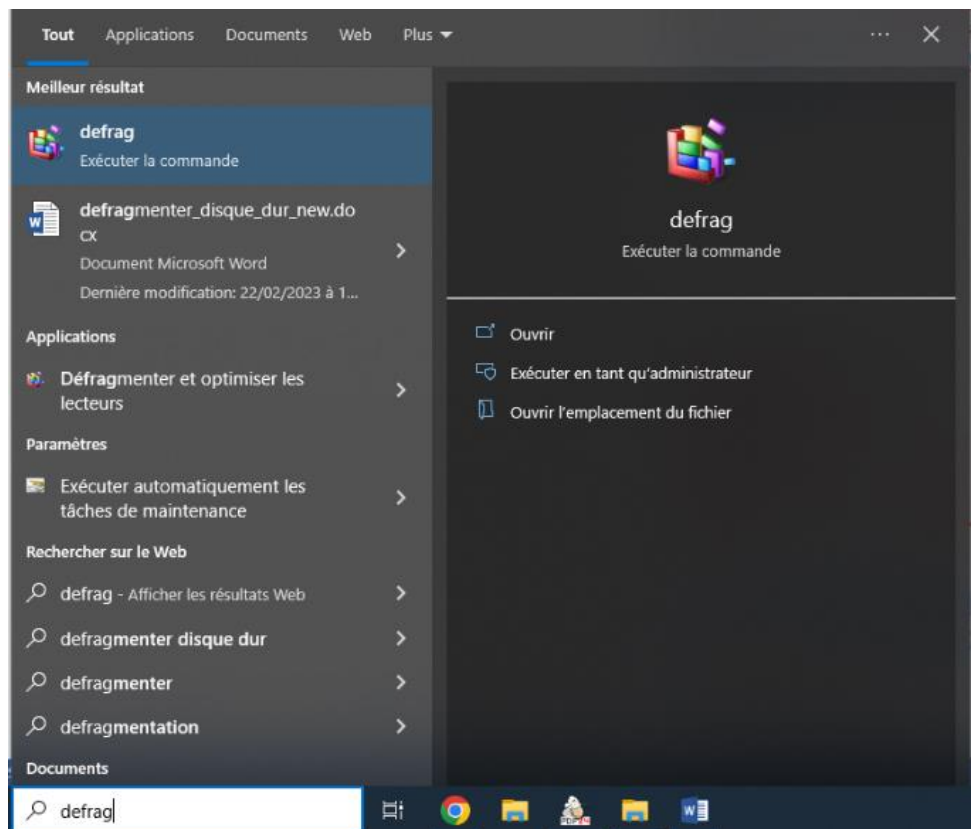 Tout Applications Documents Web Plus
Meilleur résultat
defrag
Exécuter la commande
defragmenter_disque_dur_new.do
cx
Document Microsoft Word
Dernière modification: 22/02/2023 à 1...
Applications
Défragmenter et optimiser les
lecteurs
Paramètres
Exécuter automatiquement les
tâches de maintenance
Rechercher sur le Web
defrag - Afficher les résultats Web
defragmenter disque dur
defragmenter
defragmentation
Documents
defrag
defrag
Exécuter la commande
Ouvrir
Exécuter en tant qu'administrateur
Ouvrir l'emplacement du fichier
PDF24